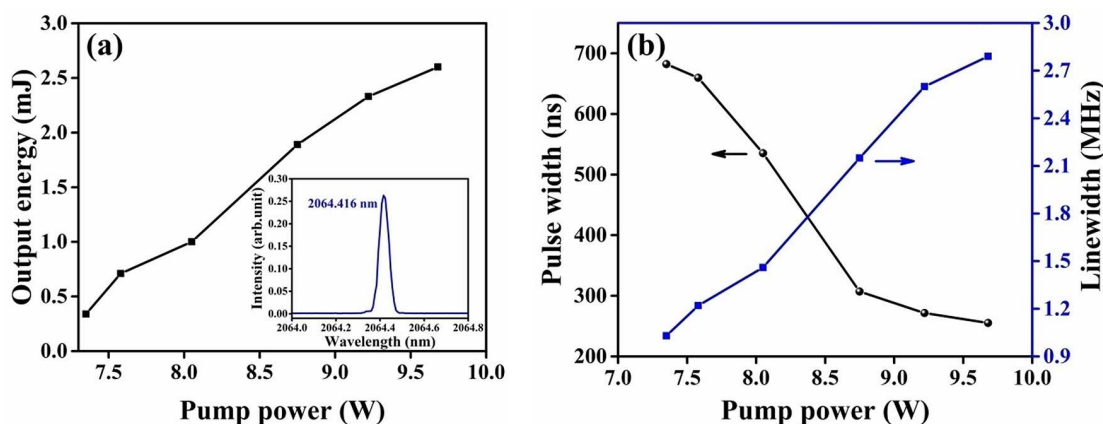 (a)
Output energy (mJ)
3.0
2.5
2.0
1.5
1.0
0.5
0.0
7.5 8.0 8.5 9.0 9.5 10.0
Pump power (W)
Intensity (arb.unit)
0.30
0.25
0.20
0.15
0.10
0.05
0.00
2064.416 nm
2064.0 2064.2 2064.4 2064.6 2064.8
Wavelength (nm)
(b)
Pulse width (ns)
700
600
500
400
300
200
7.0 7.5 8.0 8.5 9.0 9.5 10.0
Pump power (W)
3.0
2.7
2.4
2.1
1.8
1.5
1.2
0.9
Linewidth (MHz)